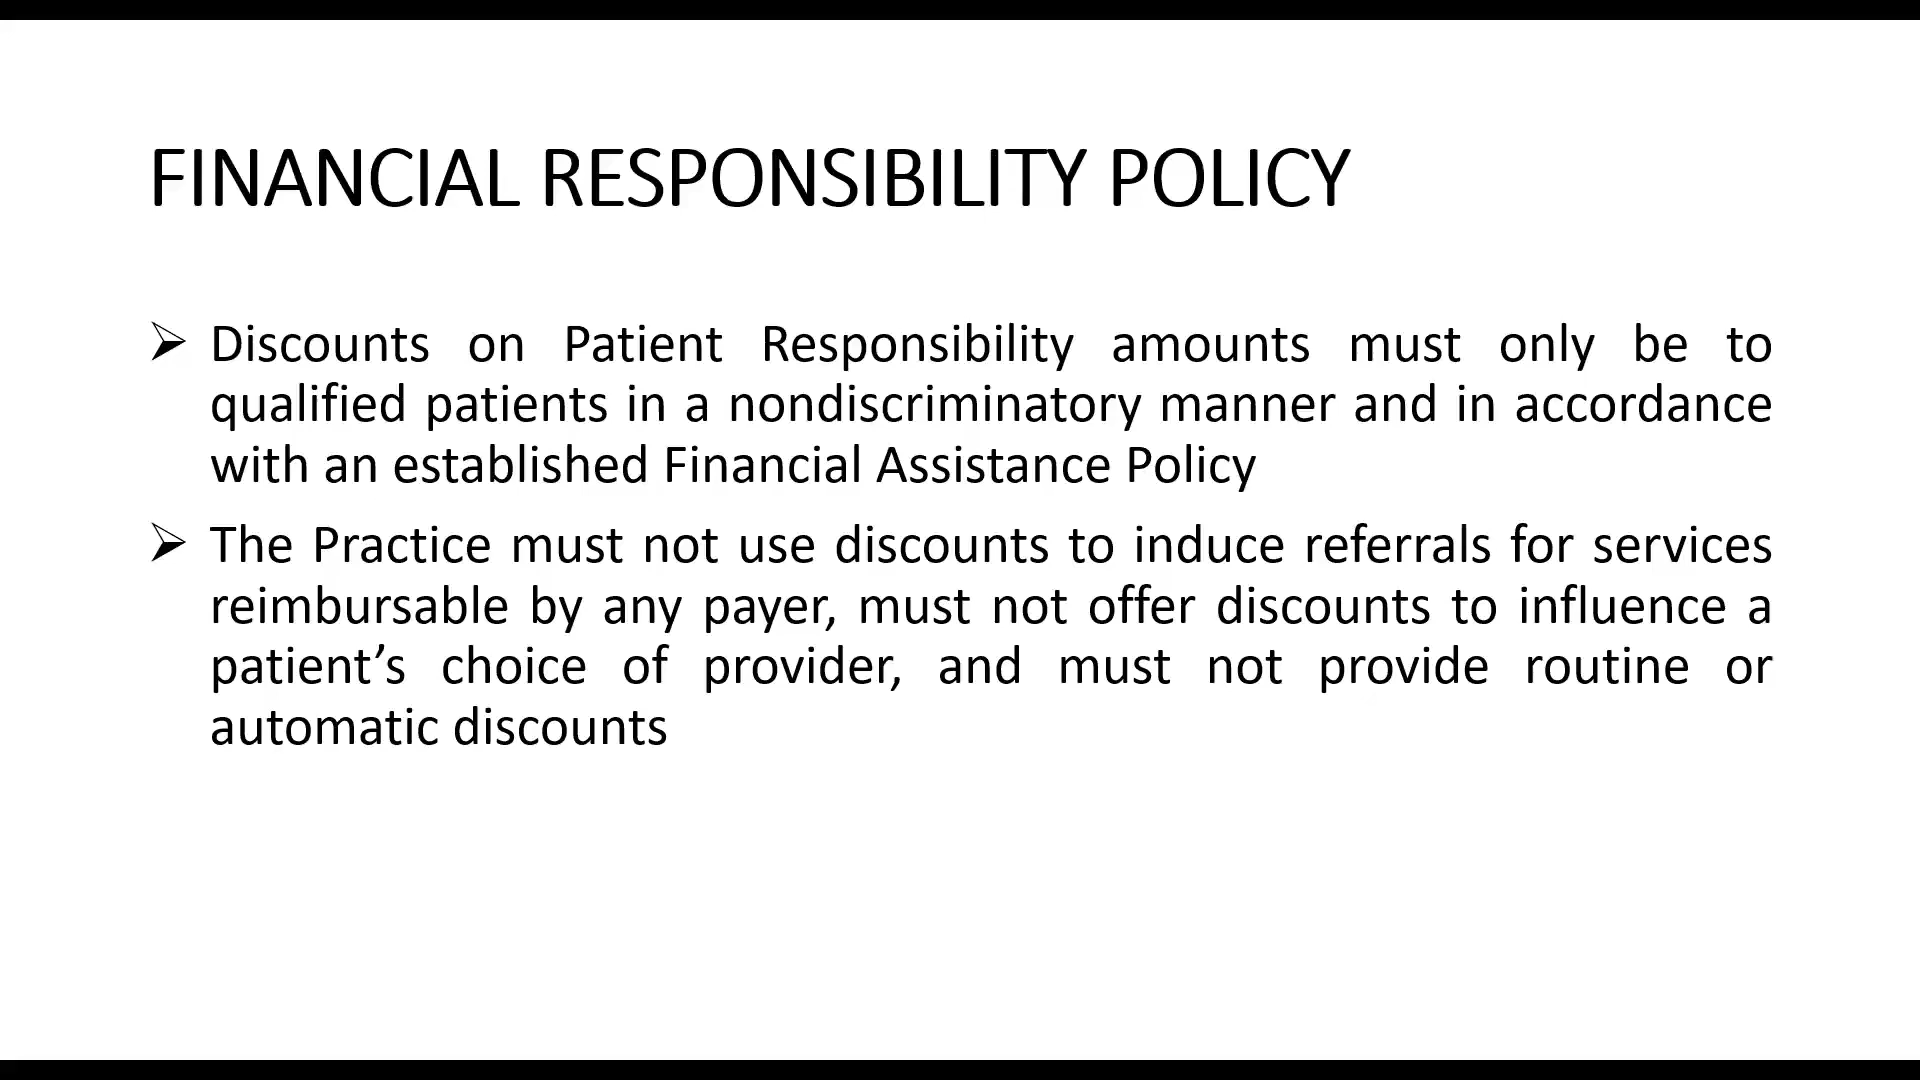 FINANCIAL RESPONSIBILITY POLICY
➢ Discounts on Patient Responsibility amounts must only be to
qualified patients in a nondiscriminatory manner and in accordance
with an established Financial Assistance Policy
➢ The Practice must not use discounts to induce referrals for services
reimbursable by any payer, must not offer discounts to influence a
patient’s choice of provider, and must not provide routine or
automatic discounts